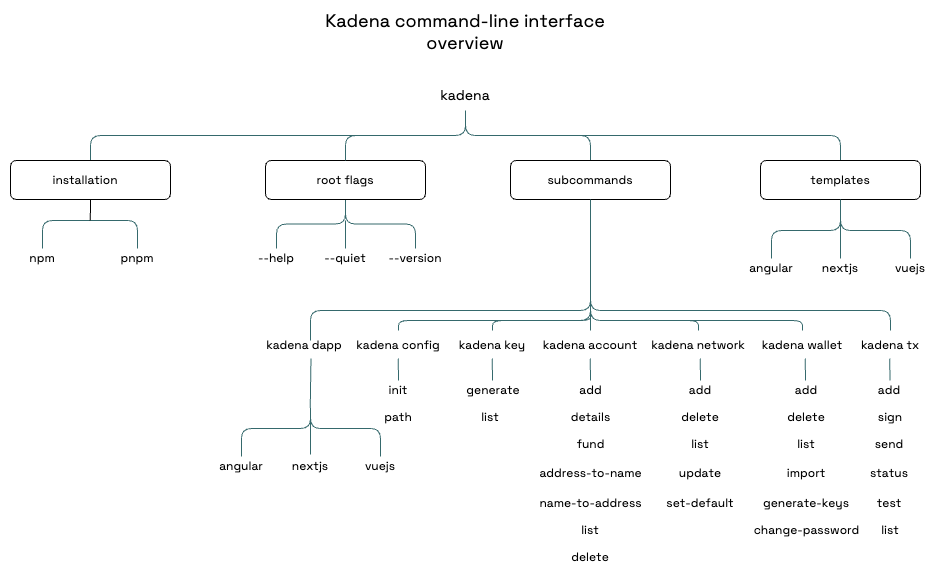 Kadena command-line interface
overview
kadena
installation root flags subcommands templates
npm pnpm --help --quiet --version
angular nextjs vuejs
kadena dapp kadena config kadena key kadena account kadena network kadena wallet kadena tx
init generate add add add add
path list details delete delete sign
fund list list send
angular nextjs vuejs address-to-name update import status
name-to-address set-default generate-keys test
list change-password list
delete